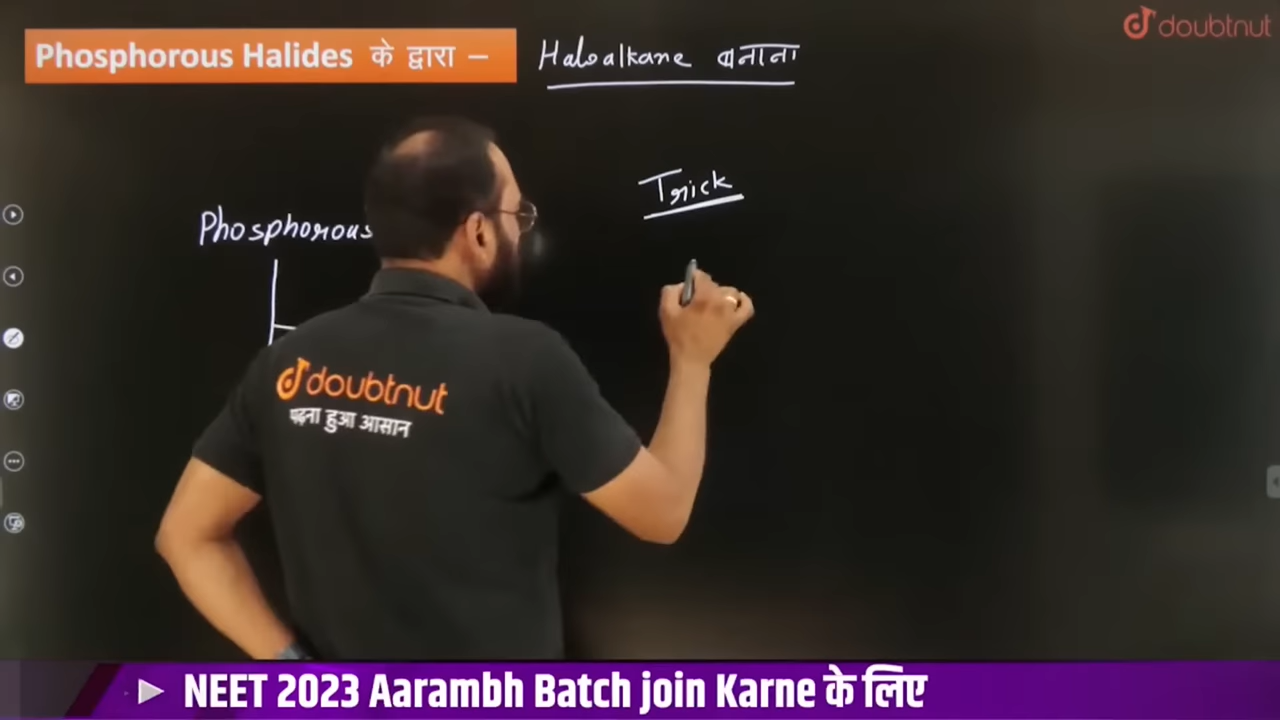 Phosphorous Halides के द्वारा –
Haloalkane बनाना
doubtnut
Trick
Phosphorous
doubtnut
पढ़ना हुआ आसान
NEET 2023 Aarambh Batch join Karne के लिए